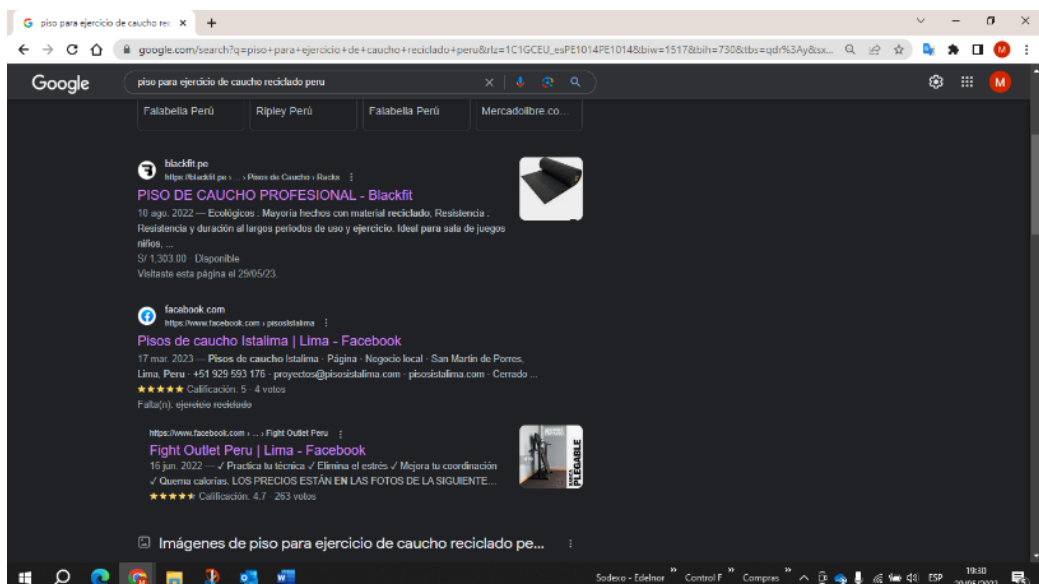 piso para ejercicio de caucho rec
google.com/search?q=piso+para+ejercicio+de+caucho+reciclado+peru&rlz=1C1GCEU_esPE1014PE1014&biw=1517&bih=730&tbs=qdr%3Ay&sx...
Google
piso para ejercicio de caucho reciclado peru
M
Falabella Perú Ripley Perú Falabella Perú Mercadolibre.co...
blackfit.pe
https://blackfit.pe › ... › Pisos de Caucho › Racks
PISO DE CAUCHO PROFESIONAL - Blackfit
10 ago. 2022 — Ecológicos . Mayoría hechos con material reciclado, Resistencia .
Resistencia y duración al largos periodos de uso y ejercicio. Ideal para sala de juegos
niños, ...
S/ 1,303.00 · Disponible
Visitaste esta página el 29/05/23.
facebook.com
https://www.facebook.com › pisosistalima
Pisos de caucho Istalima | Lima - Facebook
17 mar. 2023 — Pisos de caucho Istalima · Página · Negocio local · San Martin de Porres,
Lima, Peru · +51 929 593 176 · proyectos@pisosistalima.com · pisosistalima.com · Cerrado ...
★★★★★ Calificación: 5 · 4 votos
Falta(n): ejercicio reciclado
https://www.facebook.com › ... › Fight Outlet Peru
Fight Outlet Peru | Lima - Facebook
16 jun. 2022 — ✓ Practica tu técnica ✓ Elimina el estrés ✓ Mejora tu coordinación
✓ Quema calorías. LOS PRECIOS ESTÁN EN LAS FOTOS DE LA SIGUIENTE...
★★★★★ Calificación: 4.7 · 263 votos
PLEGABLE
Imágenes de piso para ejercicio de caucho reciclado pe...
Sodexo - Edelnor Control F Compras ESP 19:30